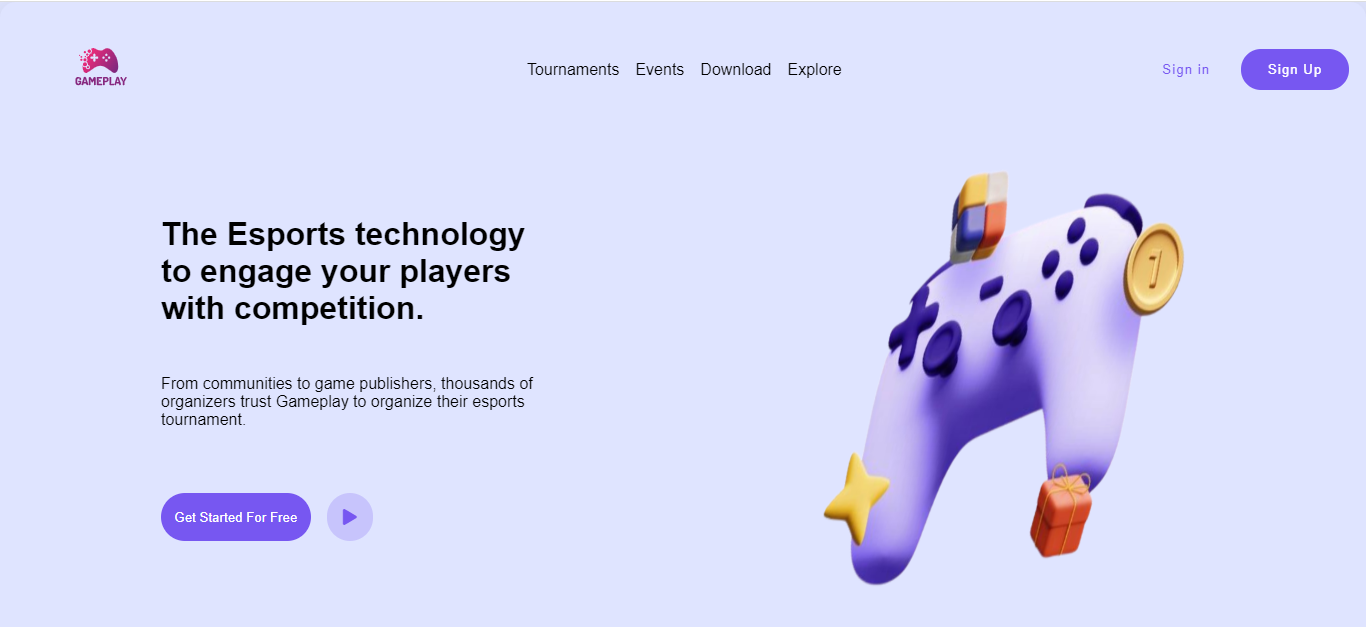 GAMEPLAY
Tournaments Events Download Explore
Sign in
Sign Up
The Esports technology
to engage your players
with competition.
From communities to game publishers, thousands of
organizers trust Gameplay to organize their esports
tournament.
Get Started For Free
1